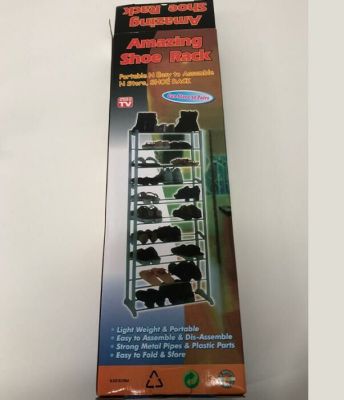 Amazing
Shoe Rack
Amazing
Shoe Rack
Portable N Easy to Assemble
N Store, SHOE RACK
TV
• Light Weight & Portable
• Easy to Assemble & Dis-Assemble
• Strong Metal Pipes & Plastic Parts
• Easy to Fold & Store